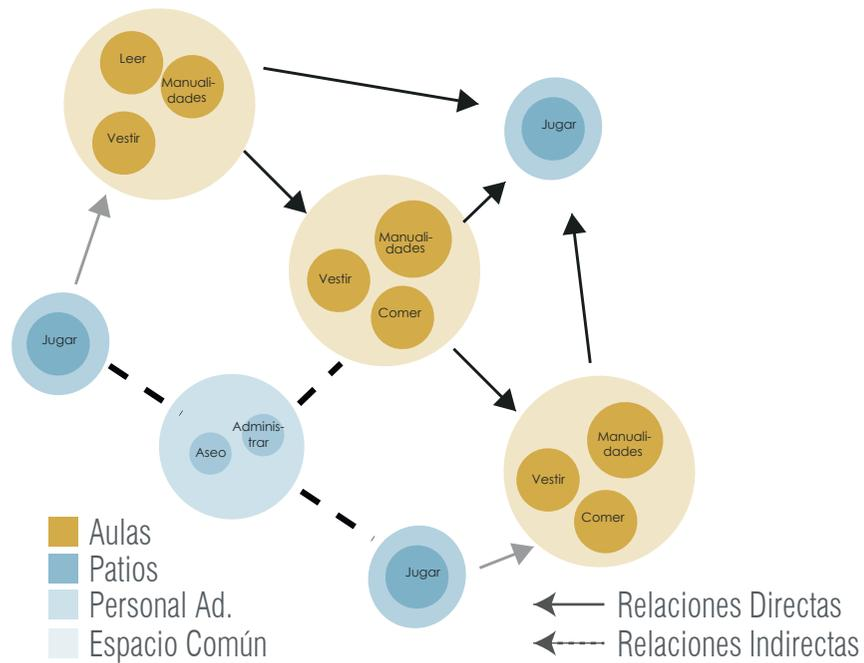 Leer
Manuali-
dades
Vestir
Jugar
Manuali-
dades
Vestir
Comer
Jugar
Adminis-
trar
Aseo
Manuali-
dades
Vestir
Comer
Jugar
Aulas
Patios
Personal Ad.
Espacio Común
Relaciones Directas
Relaciones Indirectas